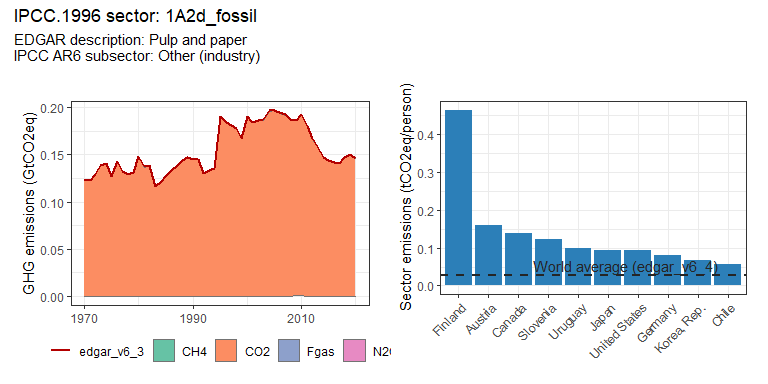 IPCC.1996 sector: 1A2d_fossil
EDGAR description: Pulp and paper
IPCC AR6 subsector: Other (industry)
GHG emissions (GtCO2eq)
0.20
0.15
0.10
0.05
0.00
1970
1990
2010
edgar_v6_3
CH4
CO2
Fgas
Sector emissions (tCO2eq/person)
0.4
0.3
0.2
0.1
0.0
World average (edgar_v6_4)
Finland
Austria
Canada
Slovenia
Uruguay
Japan
United States
Germany
Korea, Rep.
Chile